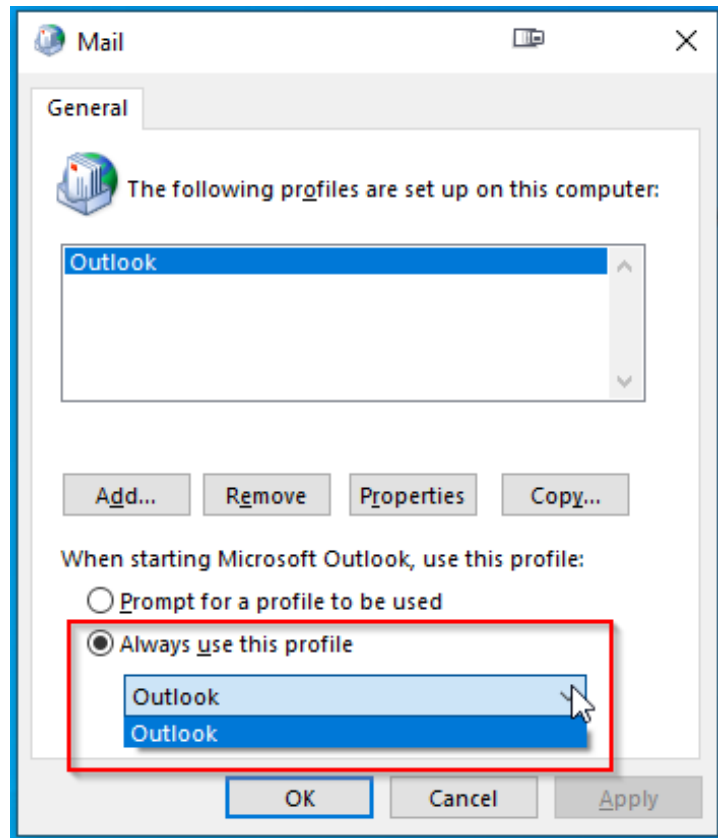 Mail
General
The following profiles are set up on this computer:
Outlook
Add...
Remove
Properties
Copy...
When starting Microsoft Outlook, use this profile:
Prompt for a profile to be used
Always use this profile
Outlook
Outlook
OK
Cancel
Apply